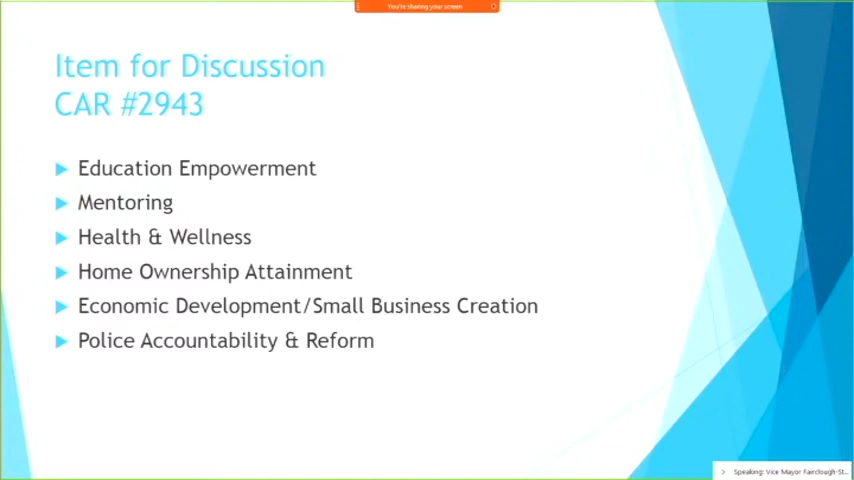 You're sharing your screen
Item for Discussion
CAR #2943
Education Empowerment
Mentoring
Health & Wellness
Home Ownership Attainment
Economic Development/Small Business Creation
Police Accountability & Reform
Speaking: Vice Mayor Fairclough-St...